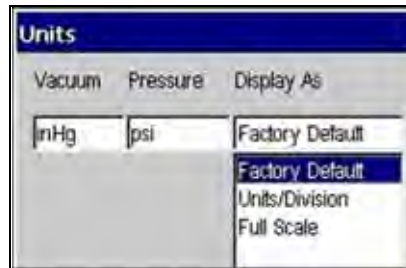 Units
Vacuum Pressure Display As
inHg psi Factory Default
Factory Default
Units/Division
Full Scale